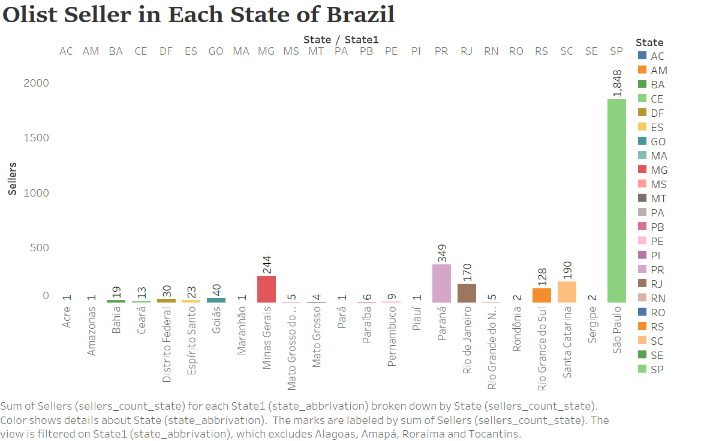 Olist Seller in Each State of Brazil
State / State1
AC AM BA CE DF ES GO MA MG MS MT PA PB PE PI PR RJ RN RO RS SC SE SP
State
AC
AM
BA
CE
DF
ES
GO
MA
MG
MS
MT
PA
PB
PE
PI
PR
RJ
RN
RO
RS
SC
SE
SP
Sellers
2000
1500
1000
500
0
1 1 19 13 30 23 40 1 244 5 4 1 6 9 1 349 170 5 2 128 190 2 1,848
Acre
Amazonas
Bahia
Ceará
Distrito Federal
Espírito Santo
Goiás
Maranhão
Minas Gerais
Mato Grosso do...
Mato Grosso
Pará
Paraíba
Pernambuco
Piauí
Paraná
Rio de Janeiro
Rio Grande do N..
Rondônia
Rio Grande do Sul
Santa Catarina
Sergipe
São Paulo
Sum of Sellers (sellers_count_state) for each State1 (state_abbrivation) broken down by State (sellers_count_state).
Color shows details about State (state_abbrivation). The marks are labeled by sum of Sellers (sellers_count_state). The
view is filtered on State1 (state_abbrivation), which excludes Alagoas, Amapá, Roraima and Tocantins.